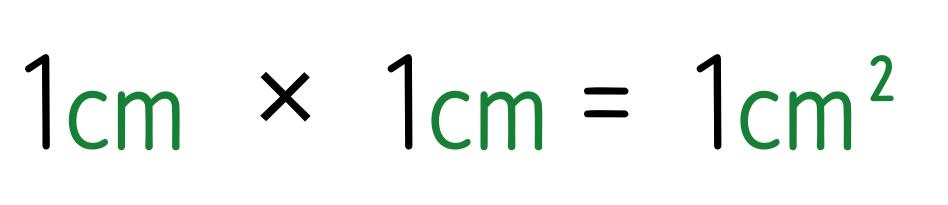 1cm × 1cm = 1cm²